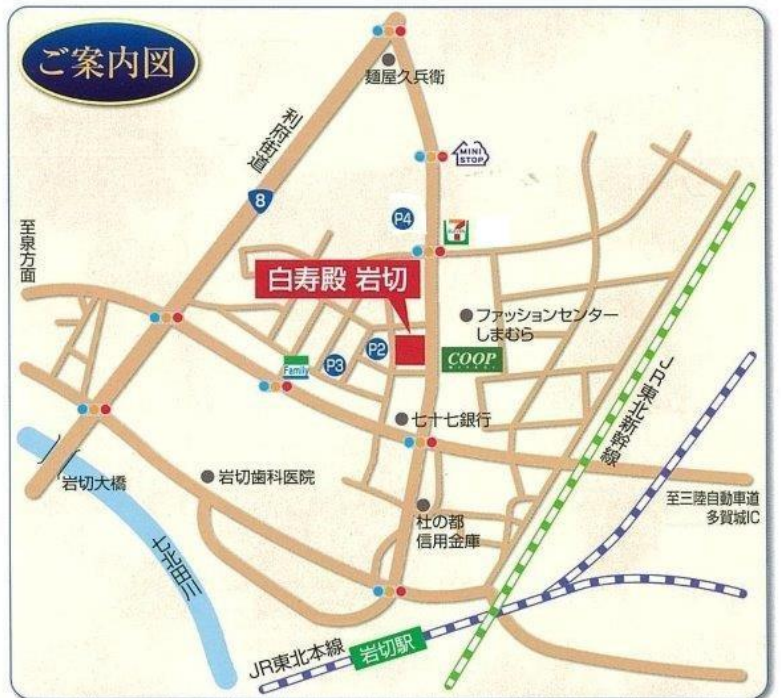 ご案内図
麺屋久兵衛
利府街道
MINI
STOP
8
P4
至泉方面
白寿殿 岩切
ファッションセンター
しまむら
P2
P3
Family
COOP
七十七銀行
JR東北新幹線
岩切大橋
岩切歯科医院
至三陸自動車道
多賀城IC
杜の都
信用金庫
七北田川
JR東北本線
岩切駅